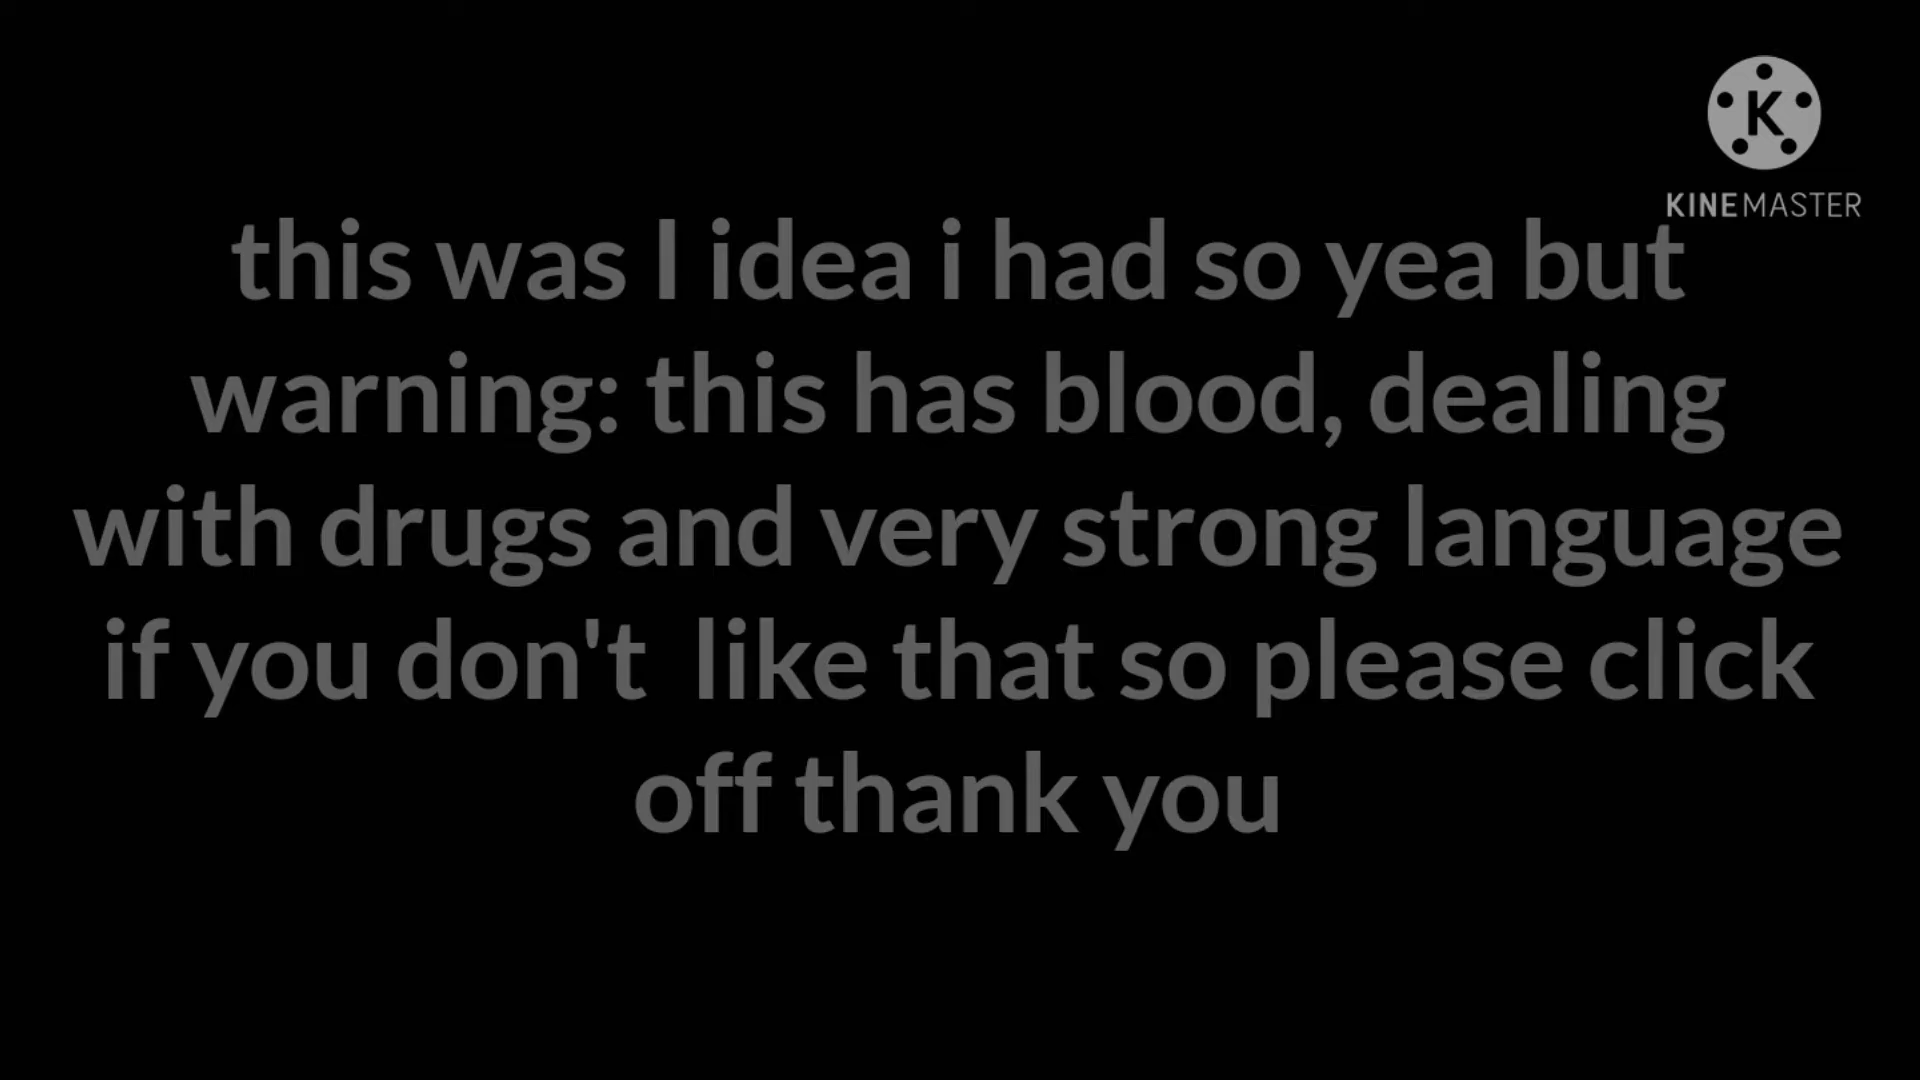 K
KINEMASTER
this was I idea i had so yea but
warning: this has blood, dealing
with drugs and very strong language
if you don't  like that so please click
off thank you